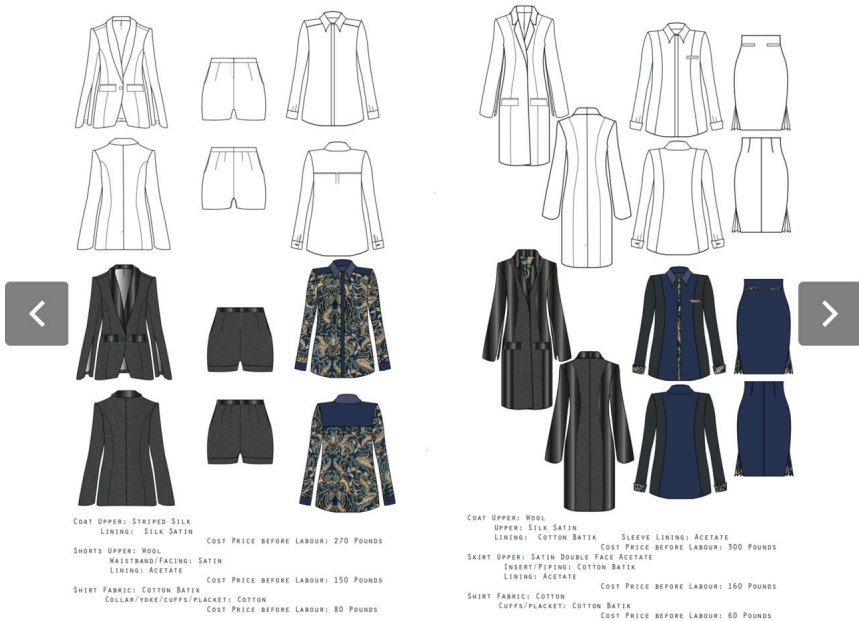 Coat Upper: Striped Silk
Lining: Silk Satin
Cost Price before Labour: 270 Pounds
Shorts Upper: Wool
Waistband/Facing: Satin
Lining: Acetate
Cost Price before Labour: 150 Pounds
Shirt Fabric: Cotton Batik
Collar/yoke/cuffs/placket: Cotton
Cost Price before Labour: 80 Pounds
Coat Upper: Wool
Upper: Silk Satin
Lining: Cotton Batik Sleeve Lining: Acetate
Cost Price before Labour: 300 Pounds
Skirt Upper: Satin Double Face Acetate
Insert/Piping: Cotton Batik
Lining: Acetate
Cost Price before Labour: 160 Pounds
Shirt Fabric: Cotton
Cuffs/placket: Cotton Batik
Cost Price before Labour: 60 Pounds